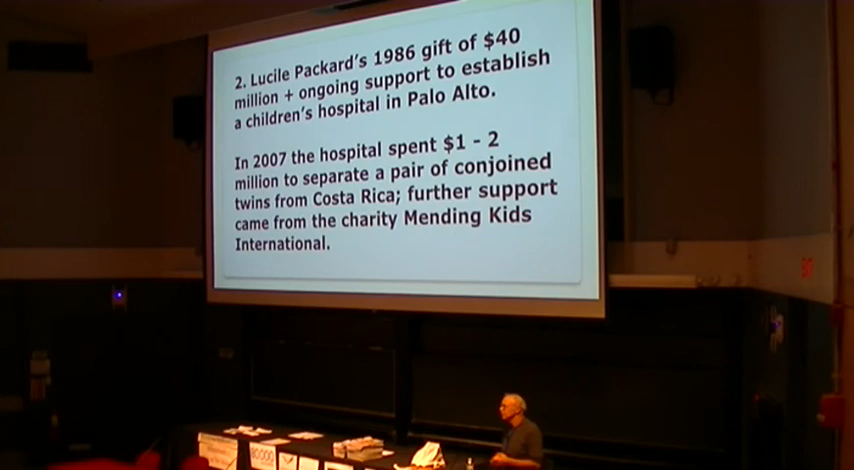 2. Lucile Packard's 1986 gift of $40
million + ongoing support to establish
a children's hospital in Palo Alto.
In 2007 the hospital spent $1 - 2
million to separate a pair of conjoined
twins from Costa Rica; further support
came from the charity Mending Kids
International.
80,000